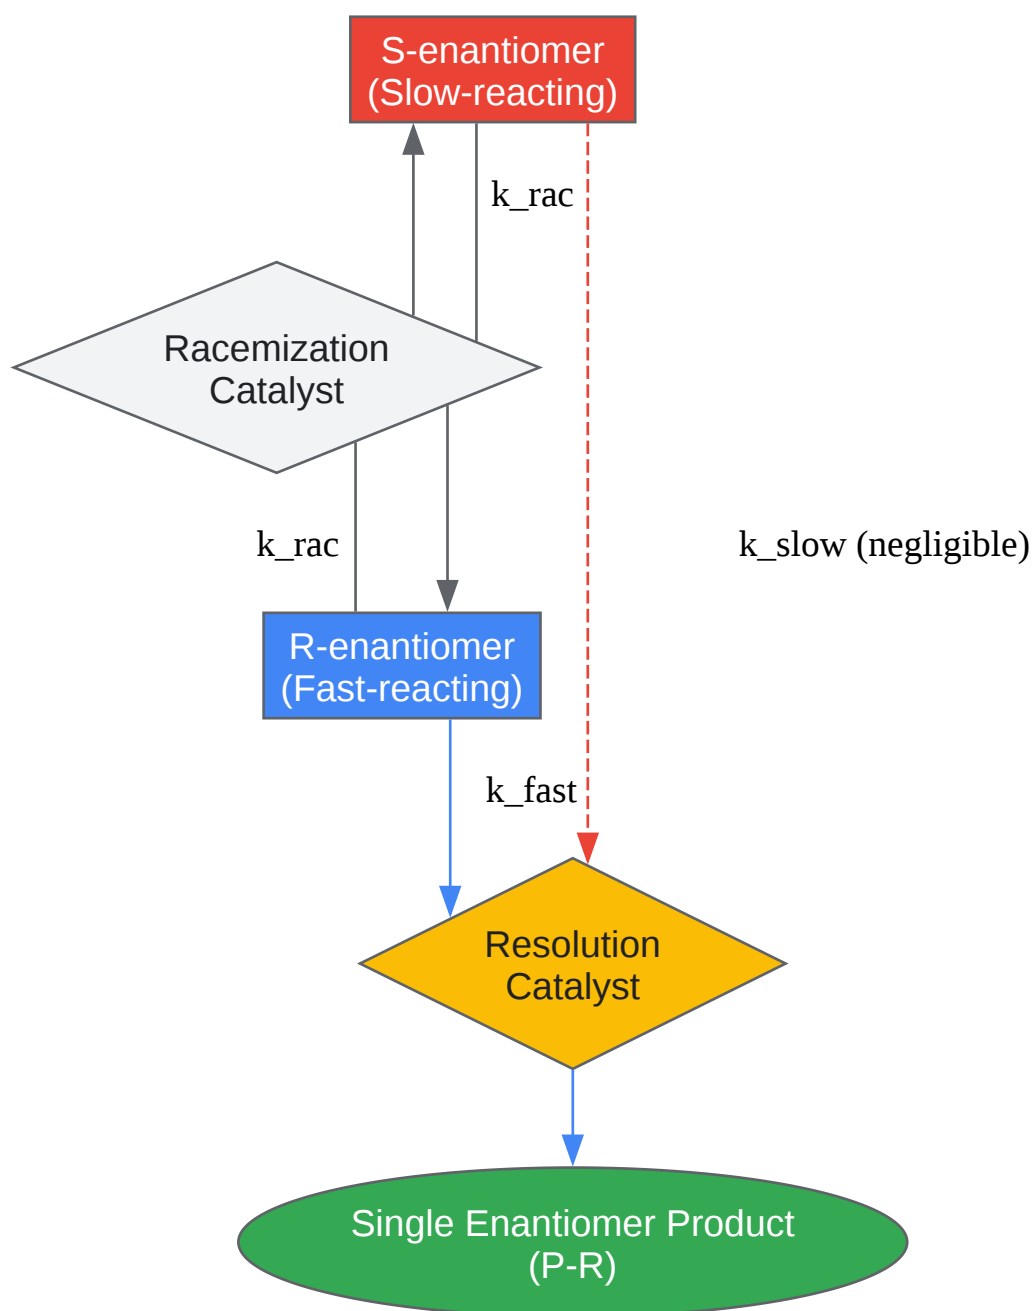 S-enantiomer
(Slow-reacting)
k_rac
Racemization
Catalyst
k_rac
k_slow (negligible)
R-enantiomer
(Fast-reacting)
k_fast
Resolution
Catalyst
Single Enantiomer Product
(P-R)